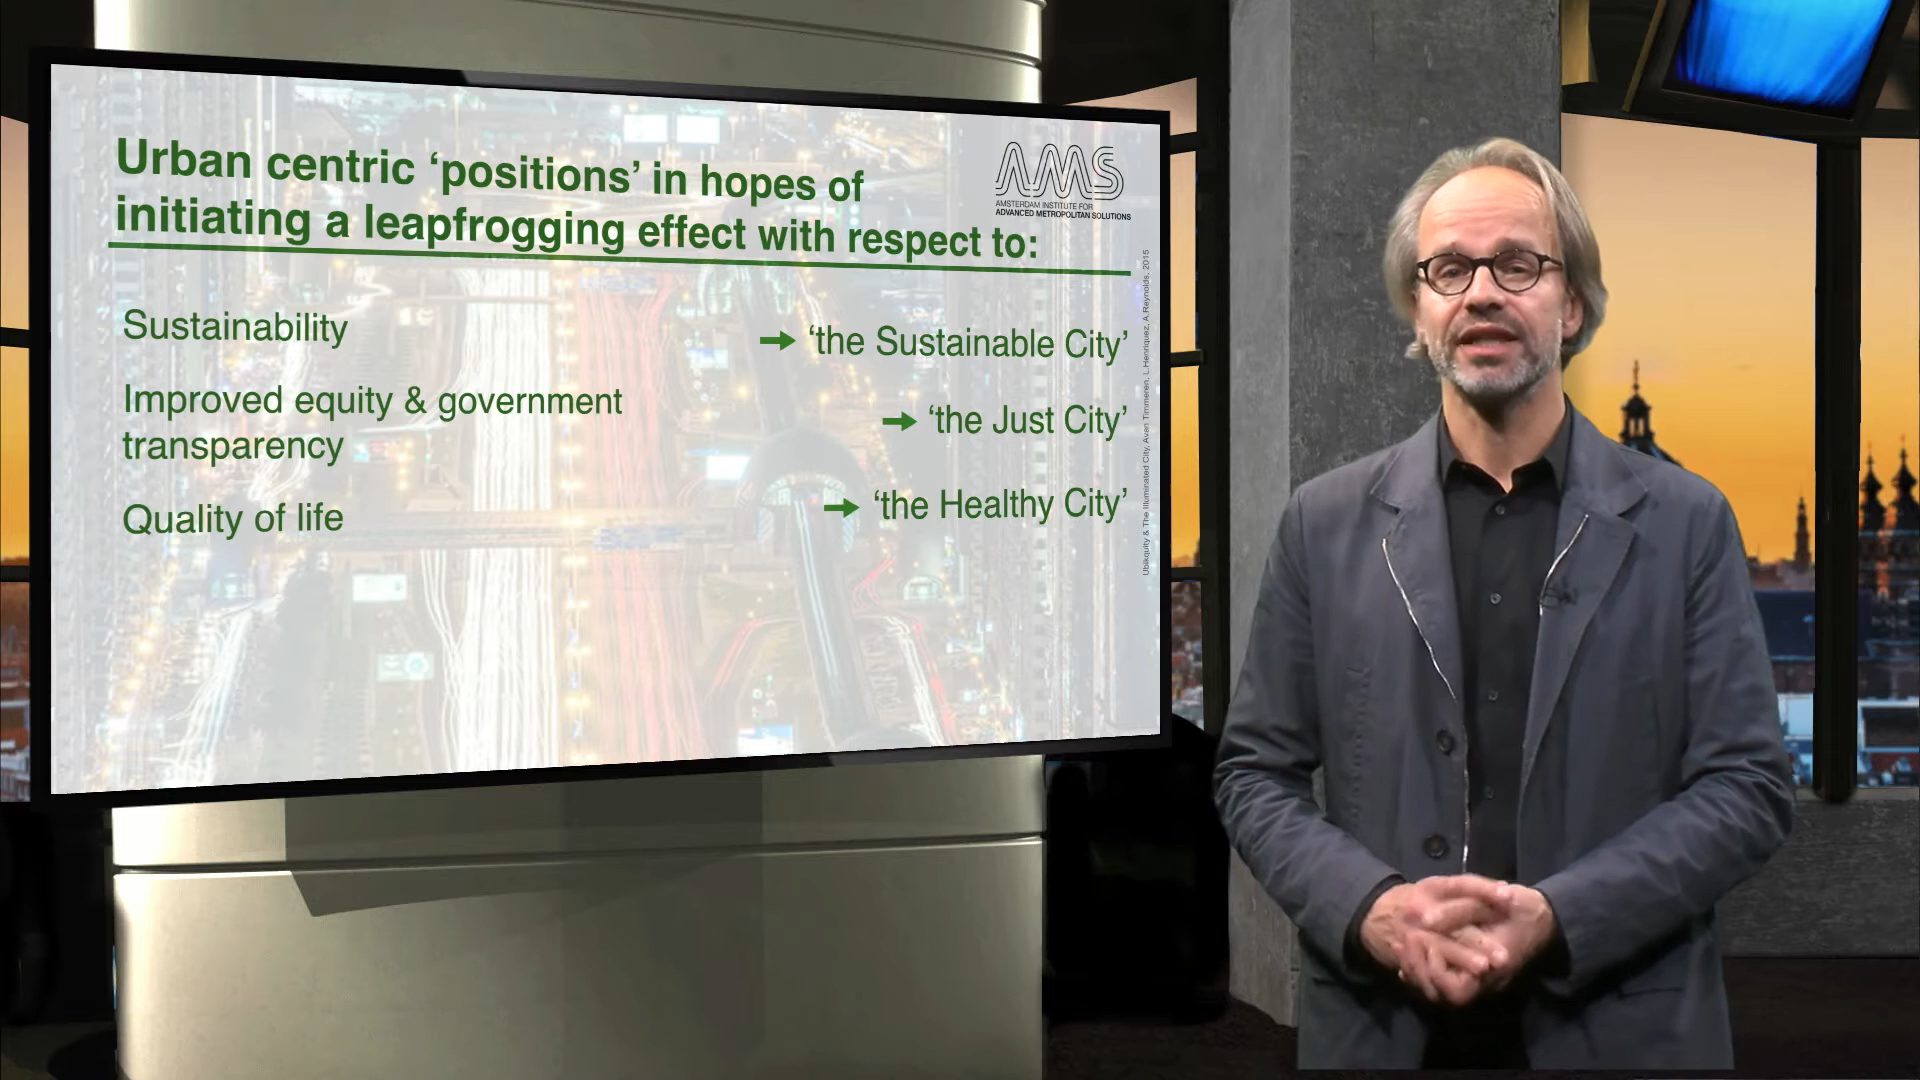 Urban centric ‘positions’ in hopes of
initiating a leapfrogging effect with respect to:
AMS
AMSTERDAM INSTITUTE FOR
ADVANCED METROPOLITAN SOLUTIONS
Sustainability
➞ ‘the Sustainable City’
Improved equity & government
transparency
➞ ‘the Just City’
Quality of life
➞ ‘the Healthy City’
Ubikquity & The Illuminated City, Avan Timmeren, L.Henriquez, A.Reynolds, 2015